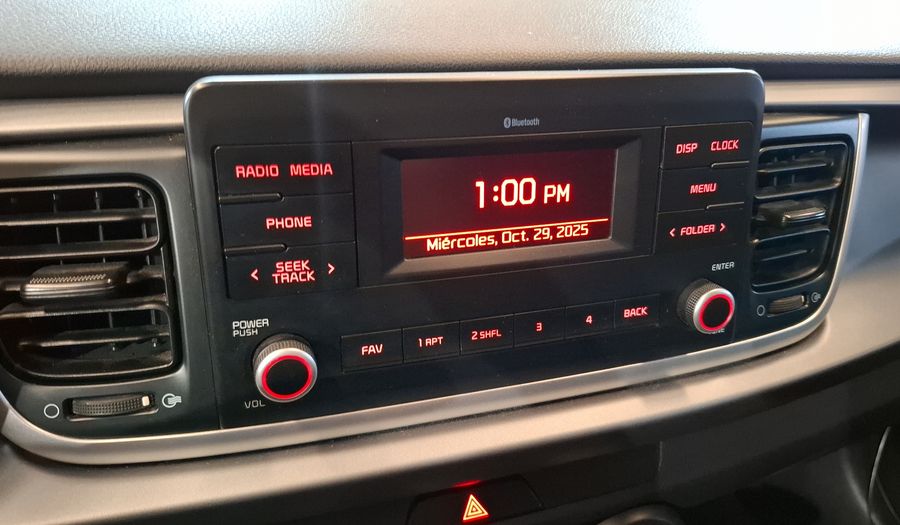 Bluetooth
RADIO MEDIA
PHONE
< SEEK >
TRACK
1:00 PM
Miércoles, Oct. 29, 2025
DISP CLOCK
MENU
< FOLDER >
POWER
PUSH
VOL
FAV
1 RPT
2 SHFL
3
4
BACK
ENTER